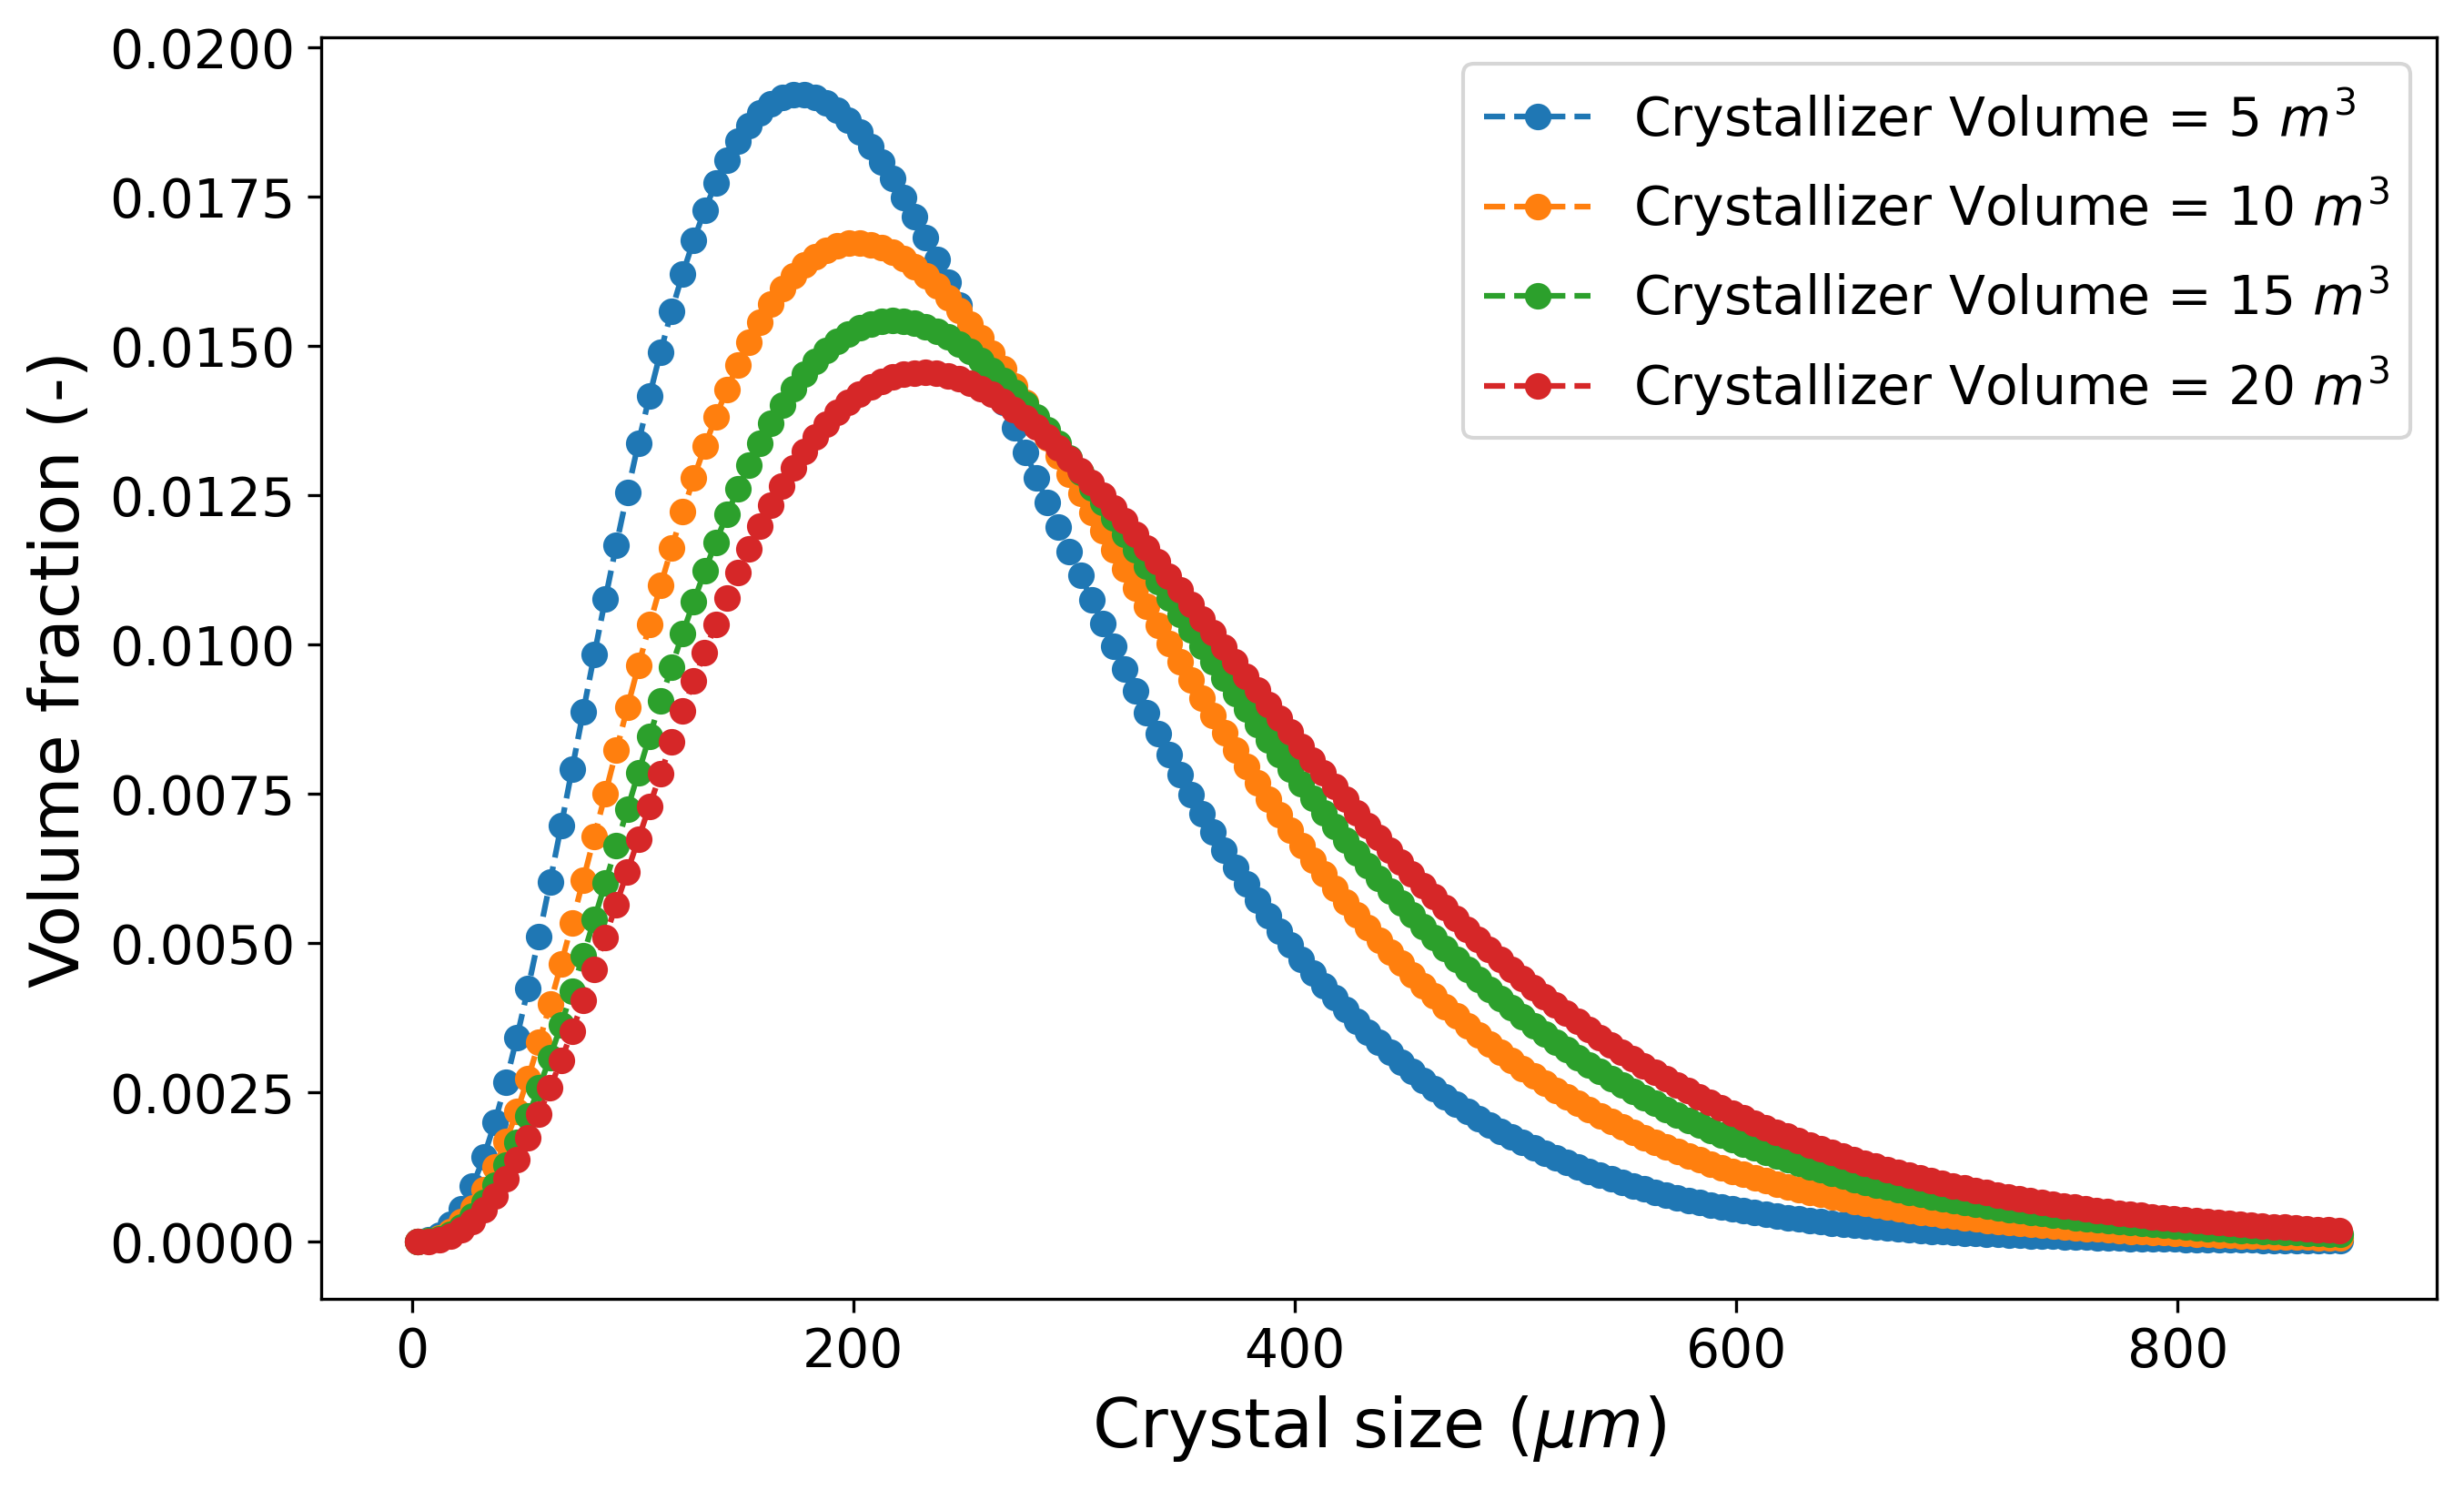 Crystallizer Volume = 5 m³
Crystallizer Volume = 10 m³
Crystallizer Volume = 15 m³
Crystallizer Volume = 20 m³
Volume fraction (-)
0.0200
0.0175
0.0150
0.0125
0.0100
0.0075
0.0050
0.0025
0.0000
0 200 400 600 800
Crystal size (μm)